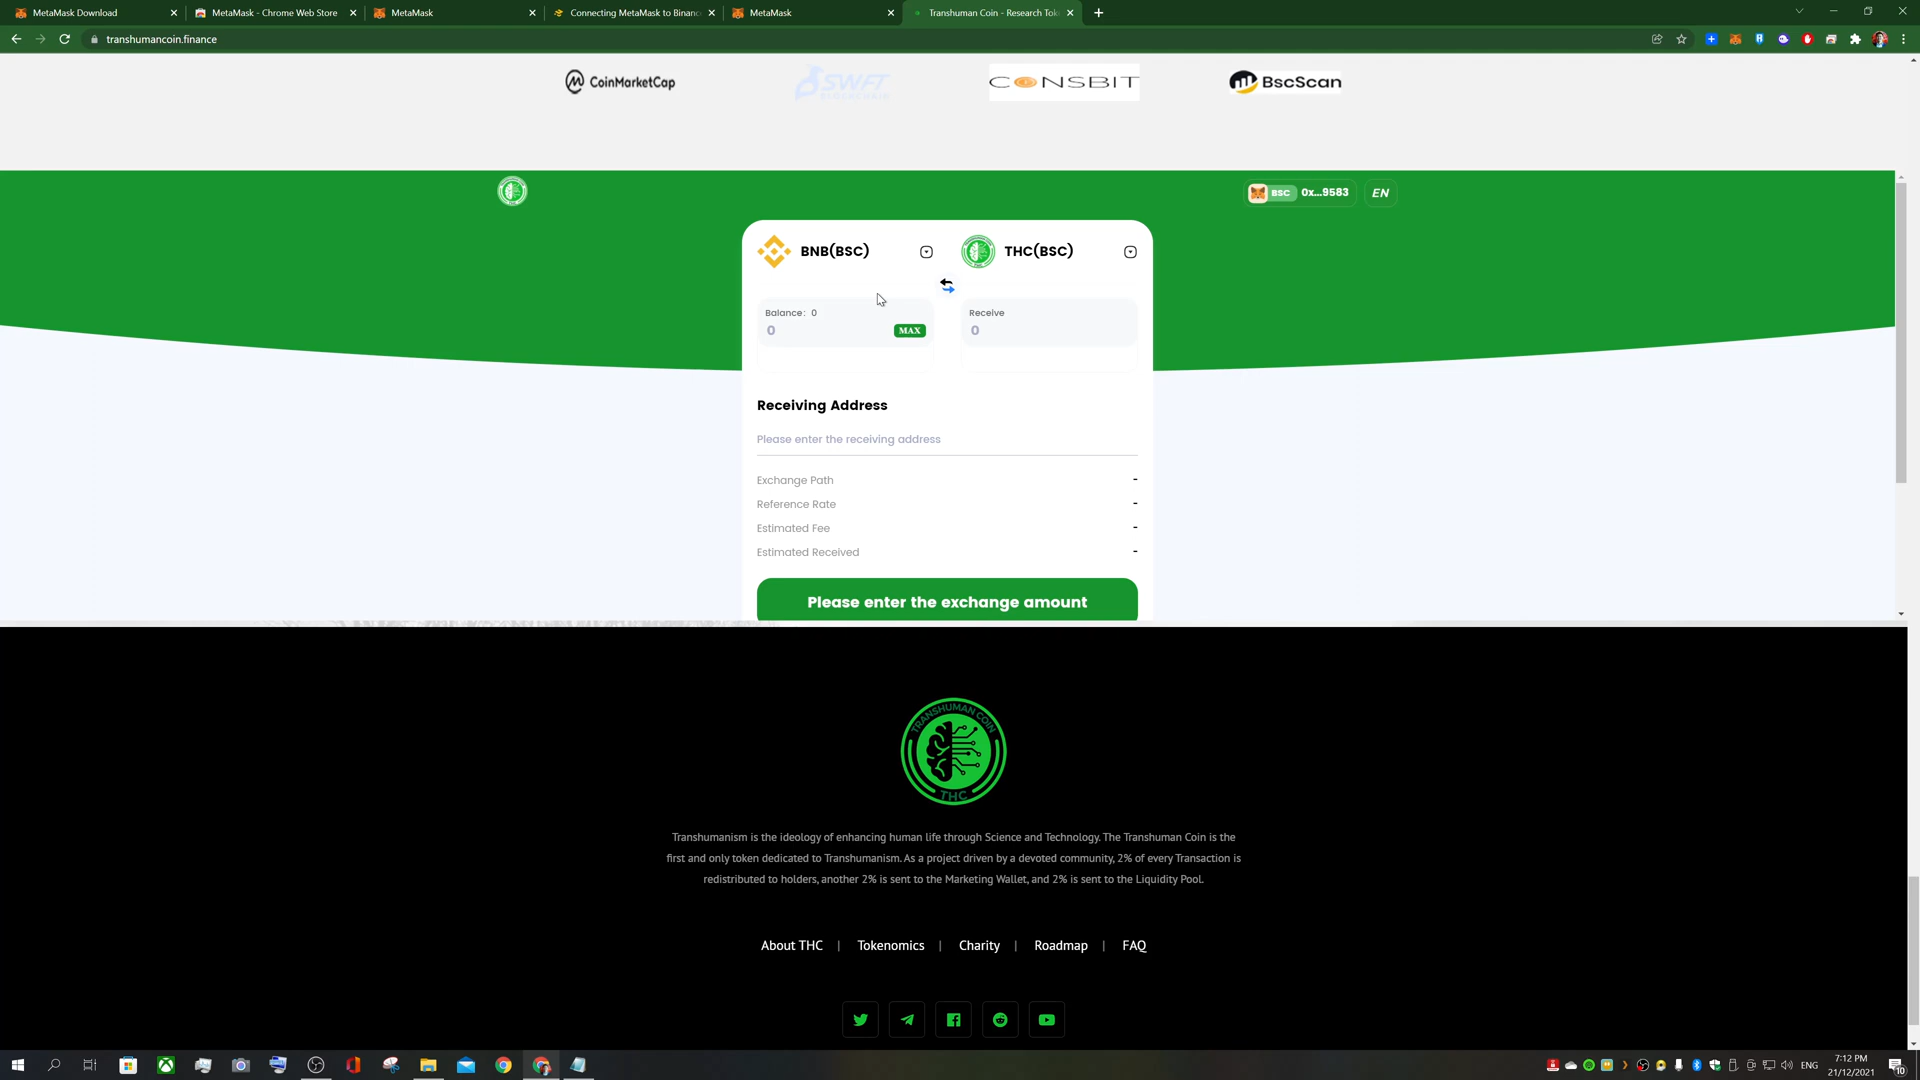 MetaMask Download
MetaMask - Chrome Web Store
MetaMask
Connecting MetaMask to Binanc
MetaMask
Transhuman Coin - Research Tok
transhumancoin.finance
CoinMarketCap
SWFT
BLOCKCHAIN
COINSBIT
BscScan
BSC 0x...9583
EN
BNB(BSC)
THC(BSC)
Balance: 0
Receive
0
MAX
0
Receiving Address
Please enter the receiving address
Exchange Path -
Reference Rate -
Estimated Fee -
Estimated Received -
Please enter the exchange amount
TRANSHUMAN COIN
THC
Transhumanism is the ideology of enhancing human life through Science and Technology. The Transhuman Coin is the
first and only token dedicated to Transhumanism. As a project driven by a devoted community, 2% of every Transaction is
redistributed to holders, another 2% is sent to the Marketing Wallet, and 2% is sent to the Liquidity Pool.
About THC | Tokenomics | Charity | Roadmap | FAQ
ENG
7:12 PM
21/12/2021
10